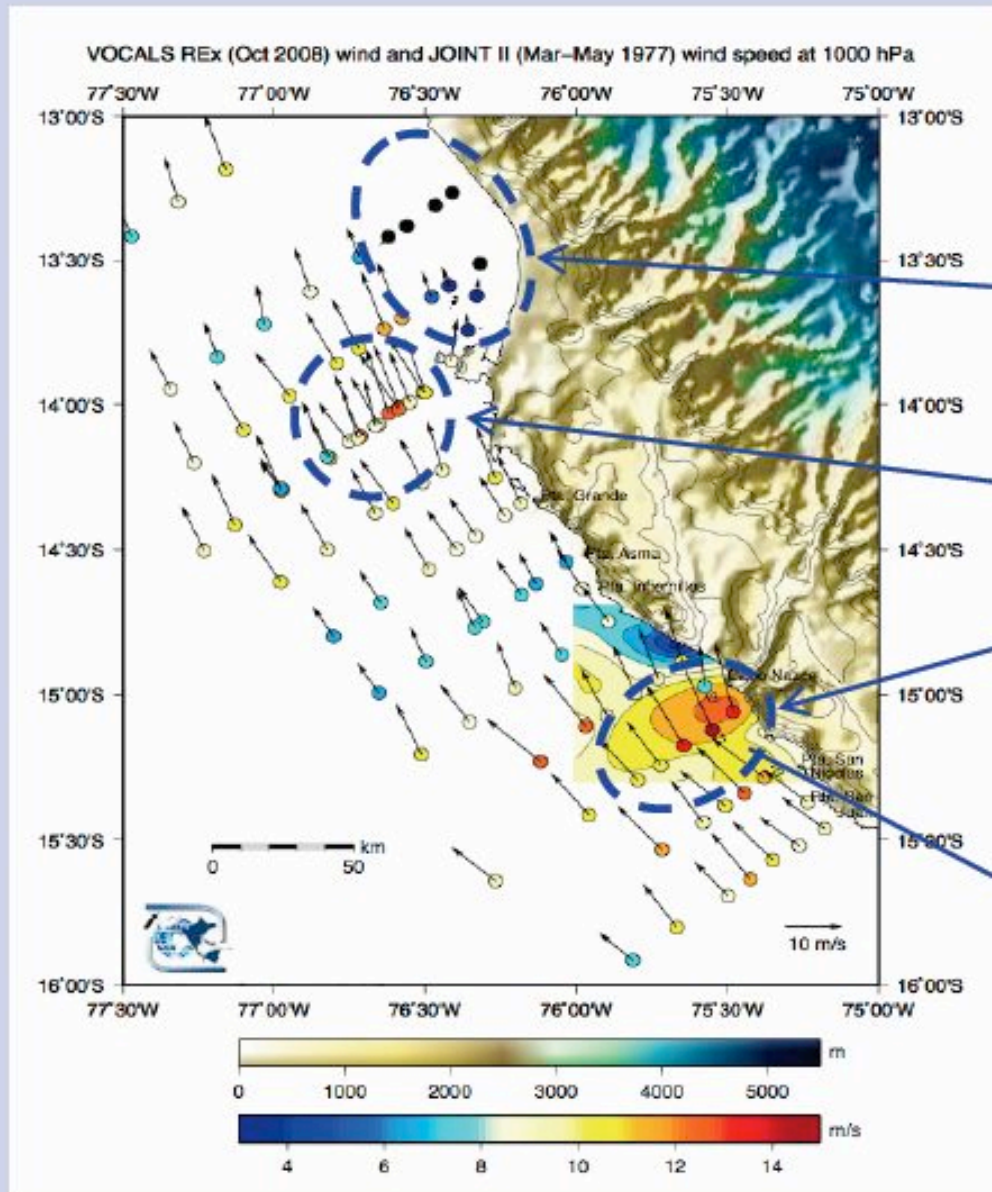 VOCALS REx (Oct 2008) wind and JOINT II (Mar–May 1977) wind speed at 1000 hPa
77˚30'W 77˚00'W 76˚30'W 76˚00'W 75˚30'W 75˚00'W
13˚00'S 13˚00'S
13˚30'S 13˚30'S
14˚00'S 14˚00'S
Pta. Grande
14˚30'S 14˚30'S
Pta. Asma
Pta. Infiernillos
15˚00'S 15˚00'S
Pta. San
Nicolas
15˚30'S 15˚30'S
km
0 50
10 m/s
16˚00'S 16˚00'S
77˚30'W 77˚00'W 76˚30'W 76˚00'W 75˚30'W 75˚00'W
m
0 1000 2000 3000 4000 5000
m/s
4 6 8 10 12 14